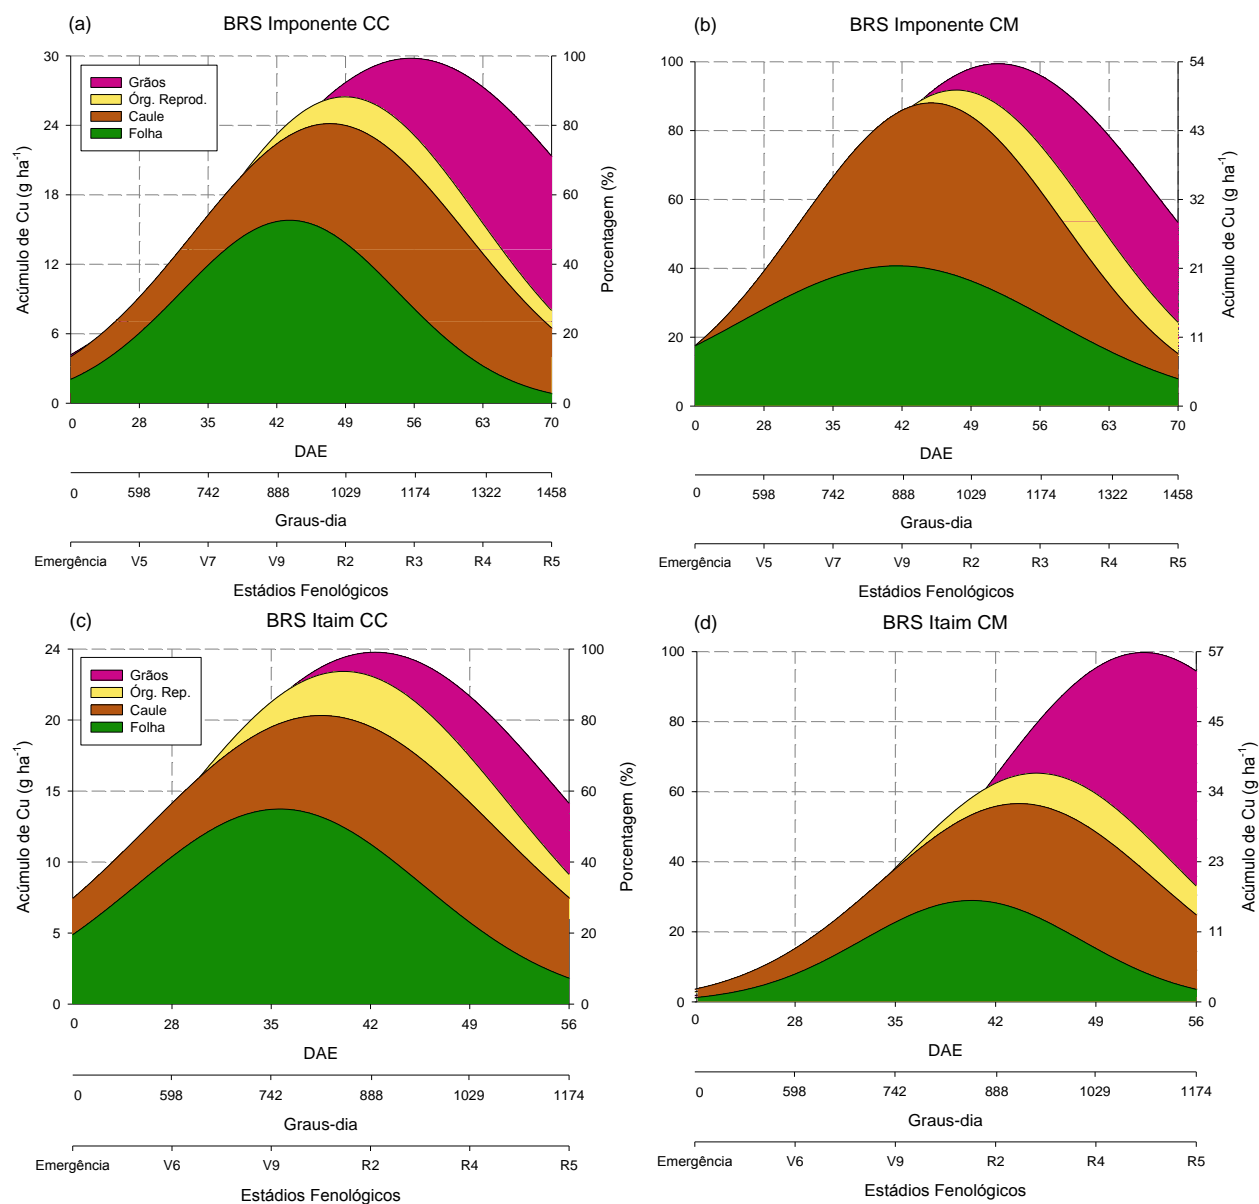 (a)
BRS Imponente CC
30
24
18
12
6
0
Acúmulo de Cu (g ha-1)
Grãos
Órg. Reprod.
Caule
Folha
100
80
60
40
20
0
Porcentagem (%)
0 28 35 42 49 56 63 70
DAE
0 598 742 888 1029 1174 1322 1458
Graus-dia
Emergência V5 V7 V9 R2 R3 R4 R5
Estádios Fenológicos
(b)
BRS Imponente CM
100
80
60
40
20
0
54
43
32
21
11
0
Acúmulo de Cu (g ha-1)
0 28 35 42 49 56 63 70
DAE
0 598 742 888 1029 1174 1322 1458
Graus-dia
Emergência V5 V7 V9 R2 R3 R4 R5
Estádios Fenológicos
(c)
BRS Itaim CC
24
20
15
10
5
0
Acúmulo de Cu (g ha-1)
Grãos
Órg. Rep.
Caule
Folha
100
80
60
40
20
0
Porcentagem (%)
0 28 35 42 49 56
DAE
0 598 742 888 1029 1174
Graus-dia
Emergência V6 V9 R2 R4 R5
Estádios Fenológicos
(d)
BRS Itaim CM
100
80
60
40
20
0
57
45
34
23
11
0
Acúmulo de Cu (g ha-1)
0 28 35 42 49 56
DAE
0 598 742 888 1029 1174
Graus-dia
Emergência V6 V9 R2 R4 R5
Estádios Fenológicos